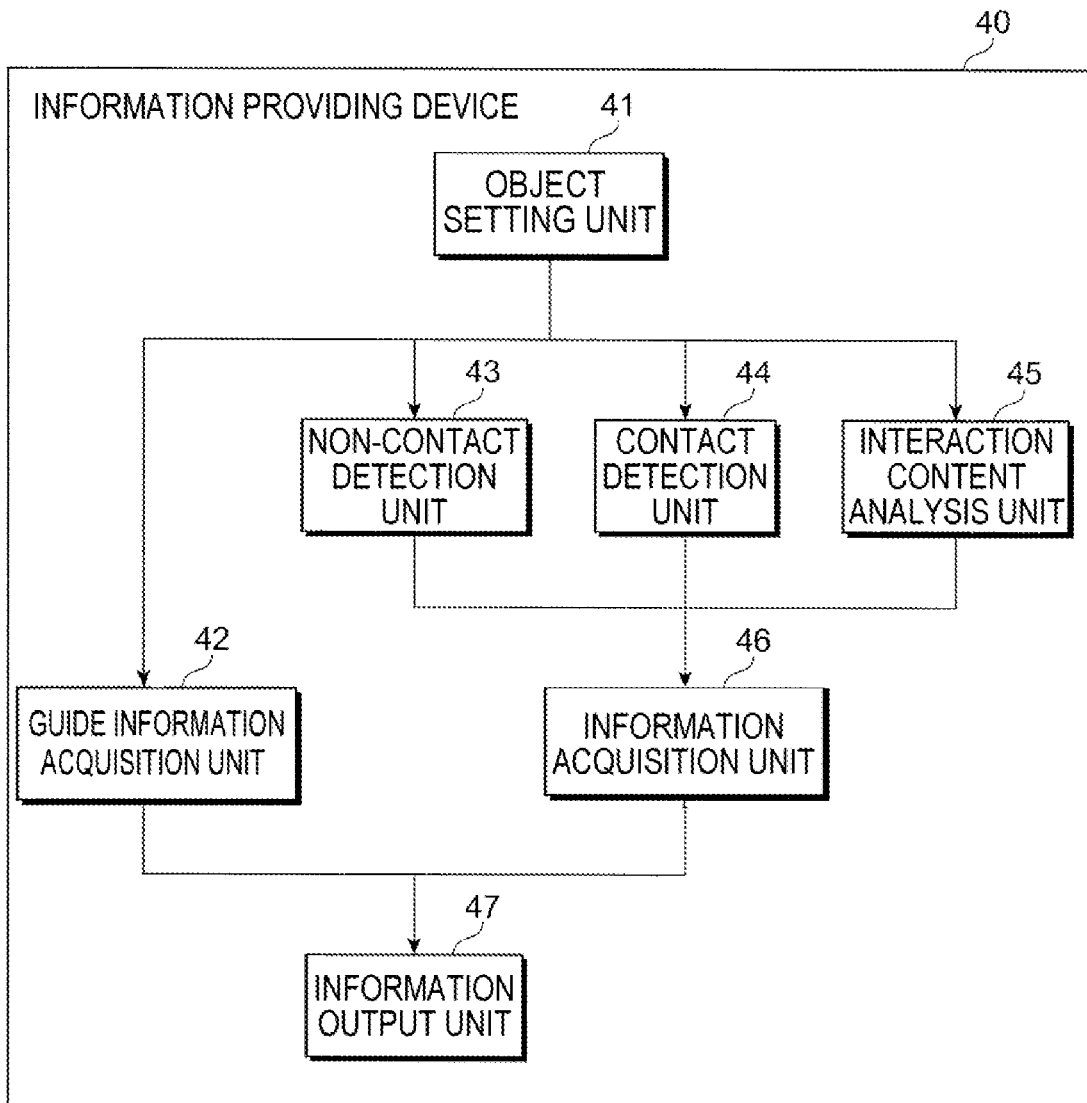 40
INFORMATION PROVIDING DEVICE
41
OBJECT
SETTING UNIT
43
NON-CONTACT
DETECTION
UNIT
44
CONTACT
DETECTION
UNIT
45
INTERACTION
CONTENT
ANALYSIS UNIT
42
GUIDE INFORMATION
ACQUISITION UNIT
46
INFORMATION
ACQUISITION UNIT
47
INFORMATION
OUTPUT UNIT